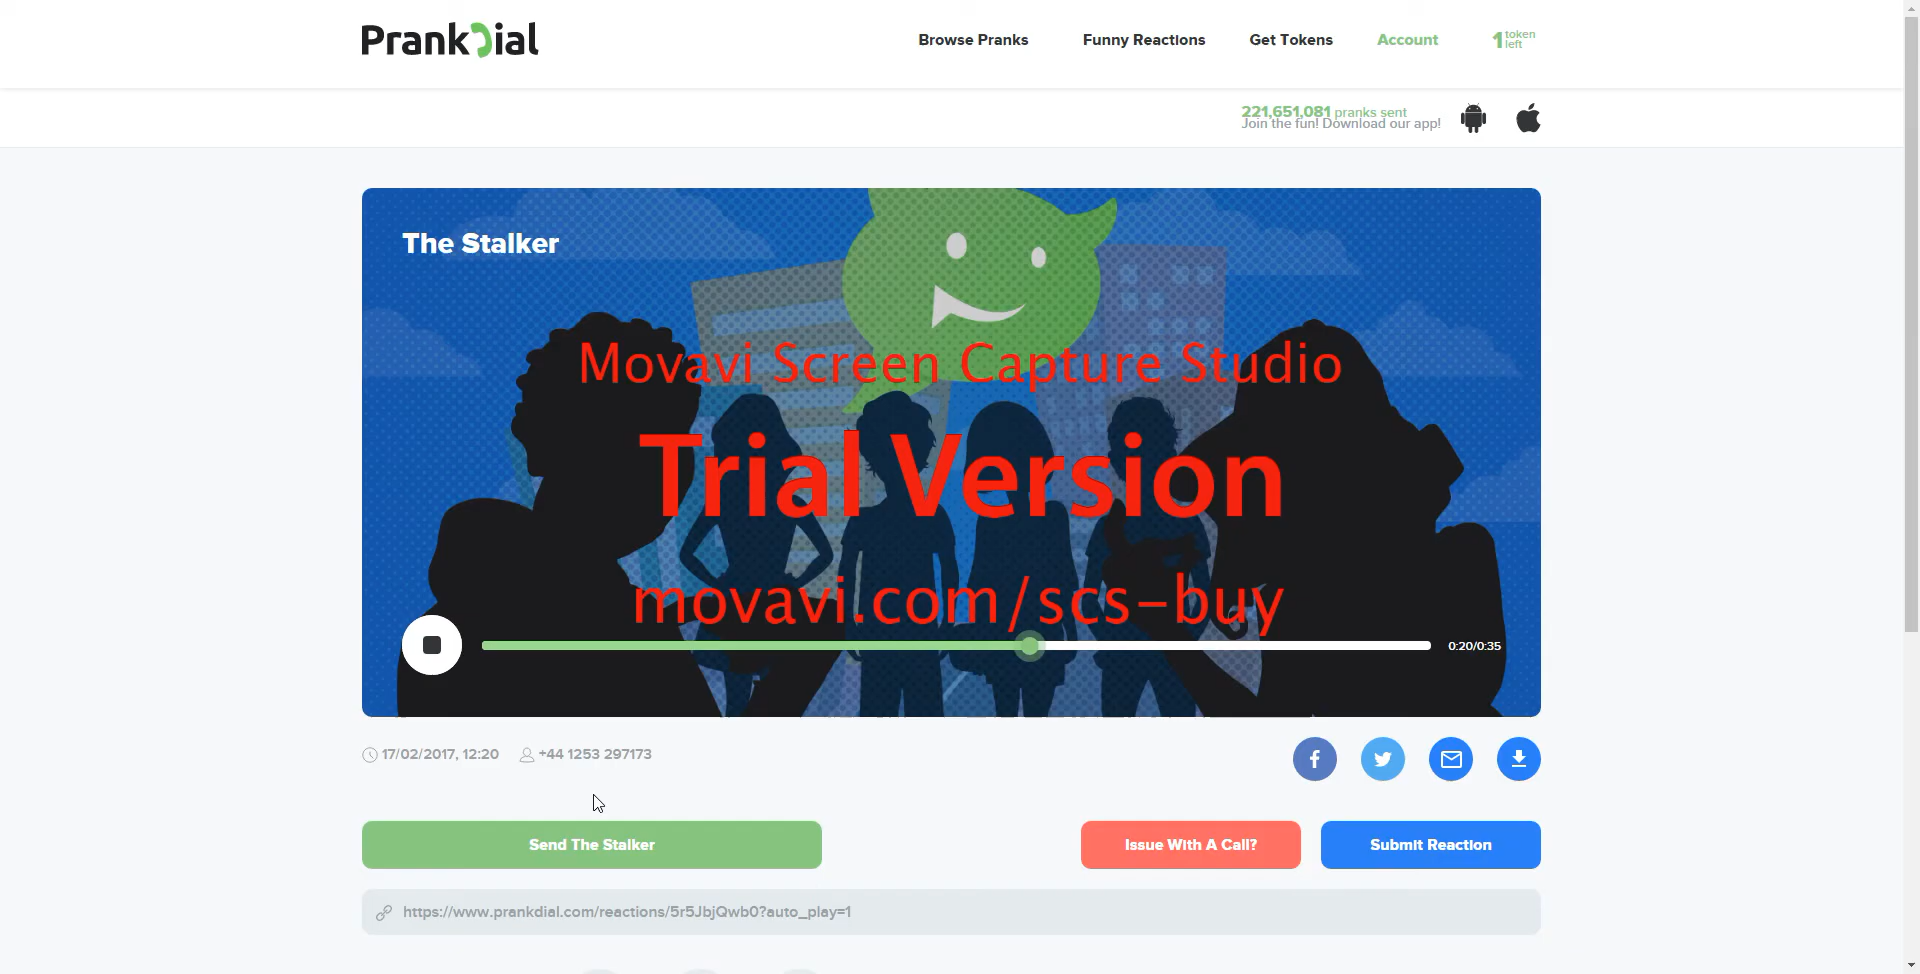 PrankDial
Browse Pranks
Funny Reactions
Get Tokens
Account
1 token left
221,651,081 pranks sent
Join the fun! Download our app!
The Stalker
Movavi Screen Capture Studio
Trial Version
movavi.com/scs-buy
0:20/0:35
17/02/2017, 12:20
+44 1253 297173
Send The Stalker
Issue With A Call?
Submit Reaction
https://www.prankdial.com/reactions/5r5JbjQwb0?auto_play=1